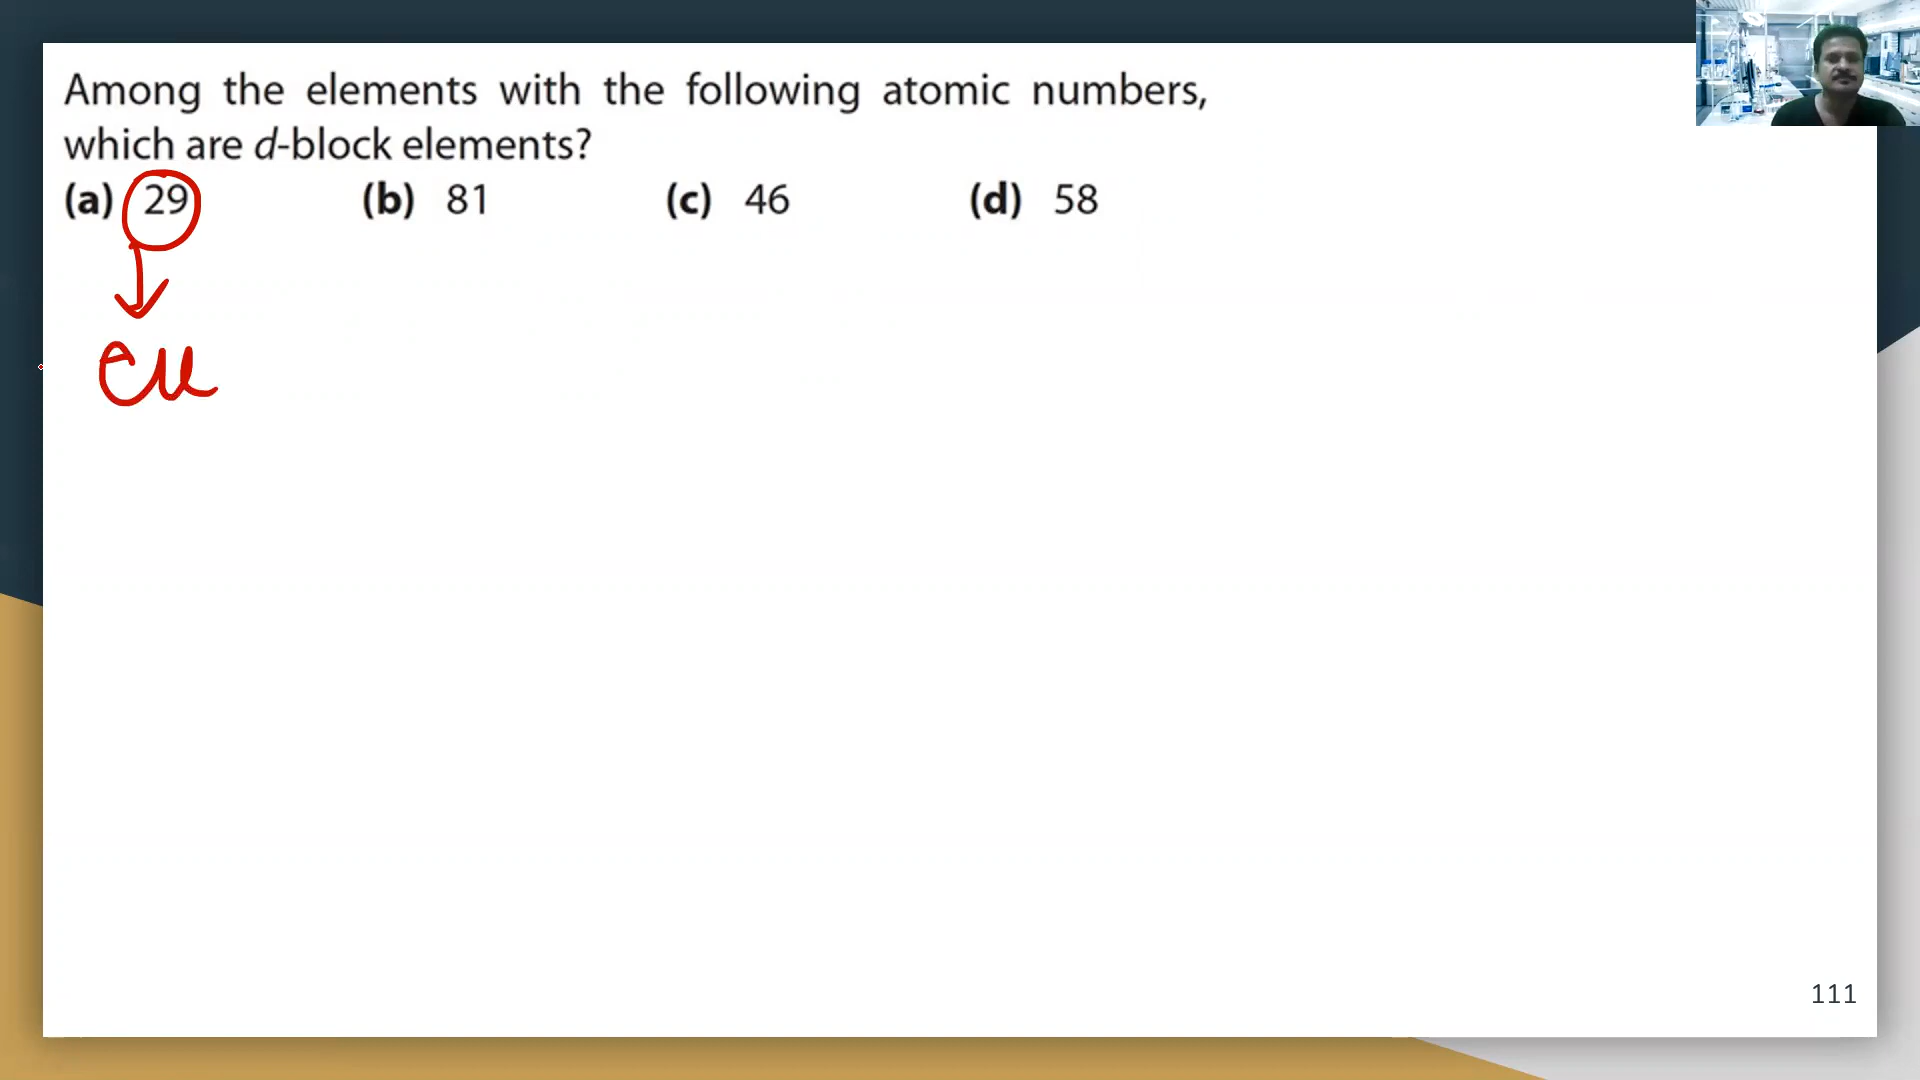 Among the elements with the following atomic numbers,
which are d-block elements?
(a) 29 (b) 81 (c) 46 (d) 58
Cu
111